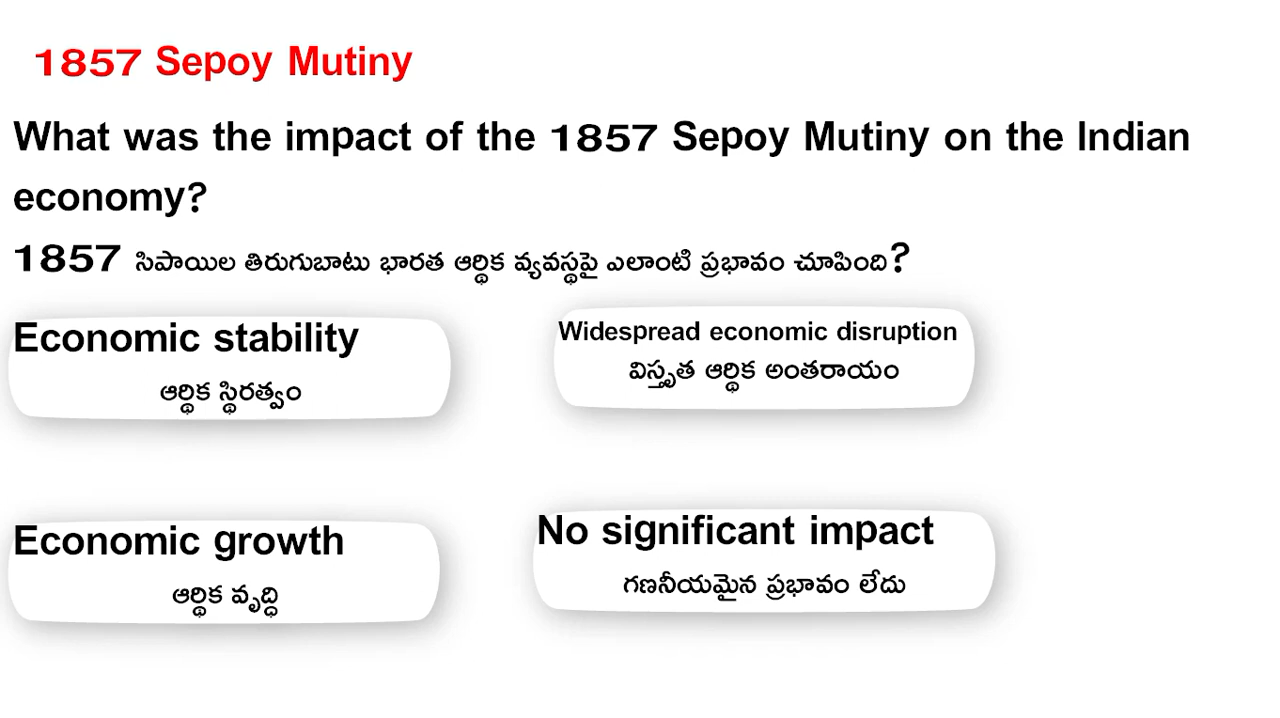 1857 Sepoy Mutiny
What was the impact of the 1857 Sepoy Mutiny on the Indian
economy?
1857 సిపాయిల తిరుగుబాటు భారత ఆర్థిక వ్యవస్థపై ఎలాంటి ప్రభావం చూపింది?
Economic stability
ఆర్థిక స్థిరత్వం
Widespread economic disruption
విస్తృత ఆర్థిక అంతరాయం
Economic growth
ఆర్థిక వృద్ధి
No significant impact
గణనీయమైన ప్రభావం లేదు